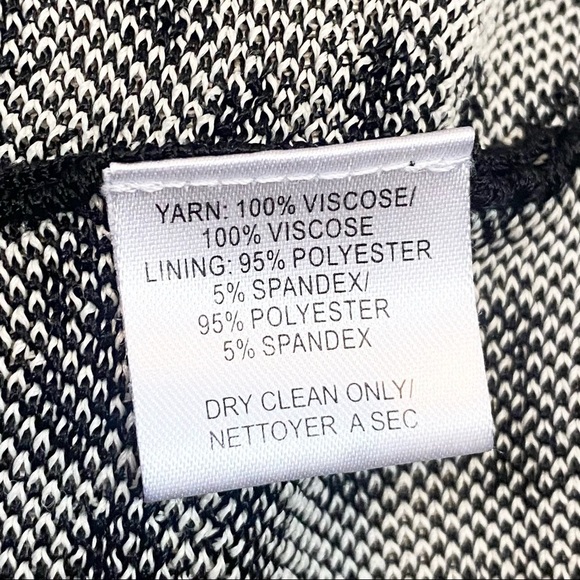 YARN: 100% VISCOSE/
100% VISCOSE
LINING: 95% POLYESTER
5% SPANDEX/
95% POLYESTER
5% SPANDEX
DRY CLEAN ONLY/
NETTOYER A SEC